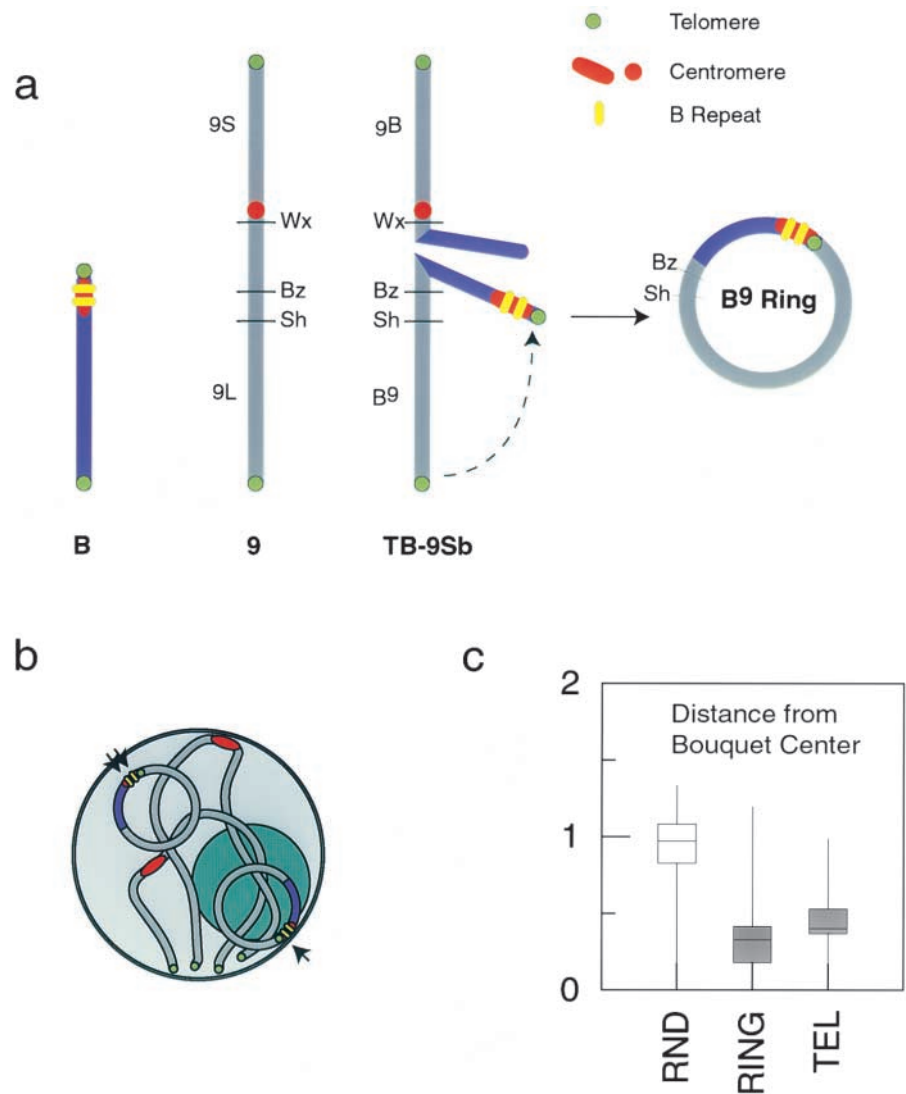 Telomere
Centromere
B Repeat
a
9S
9B
Wx
Wx
Bz
Bz
Sh
Sh
9L
B9
Bz
Sh
B9 Ring
B
9
TB-9Sb
b
c
2
Distance from
Bouquet Center
1
0
RND
RING
TEL